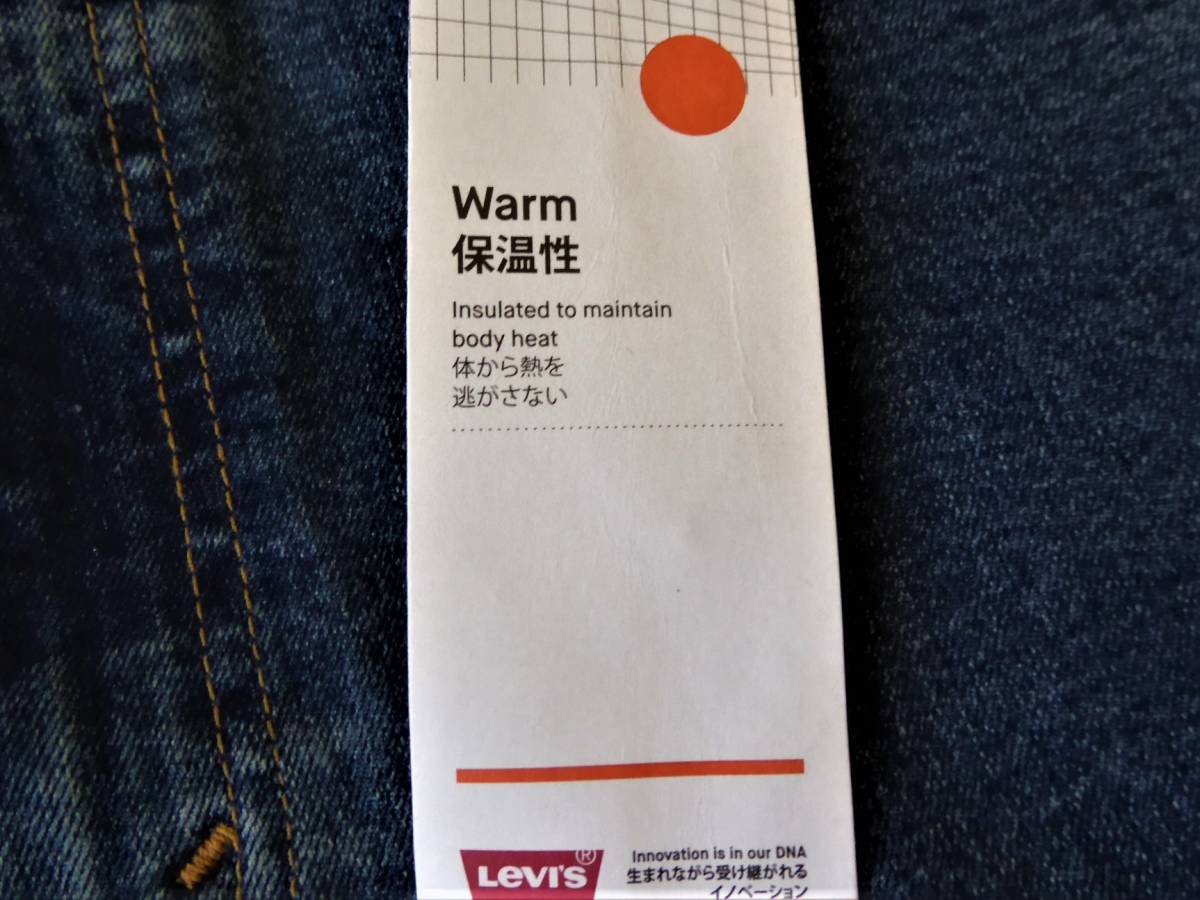 Warm
保温性
Insulated to maintain
body heat
体から熱を
逃がさない
Levi's®
Innovation is in our DNA
生まれながら受け継がれる
イノベーション